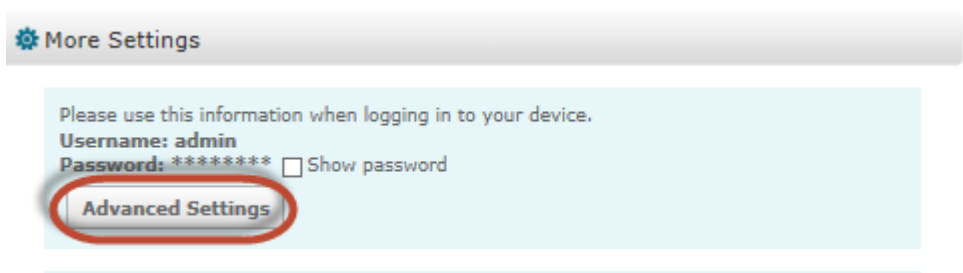 More Settings
Please use this information when logging in to your device.
Username: admin
Password: ******** Show password
Advanced Settings